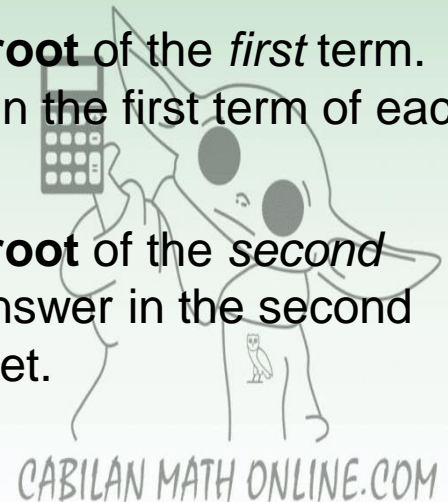 root of the first term.
n the first term of each
root of the second
nswer in the second
et.
CABILAN MATH ONLINE.COM